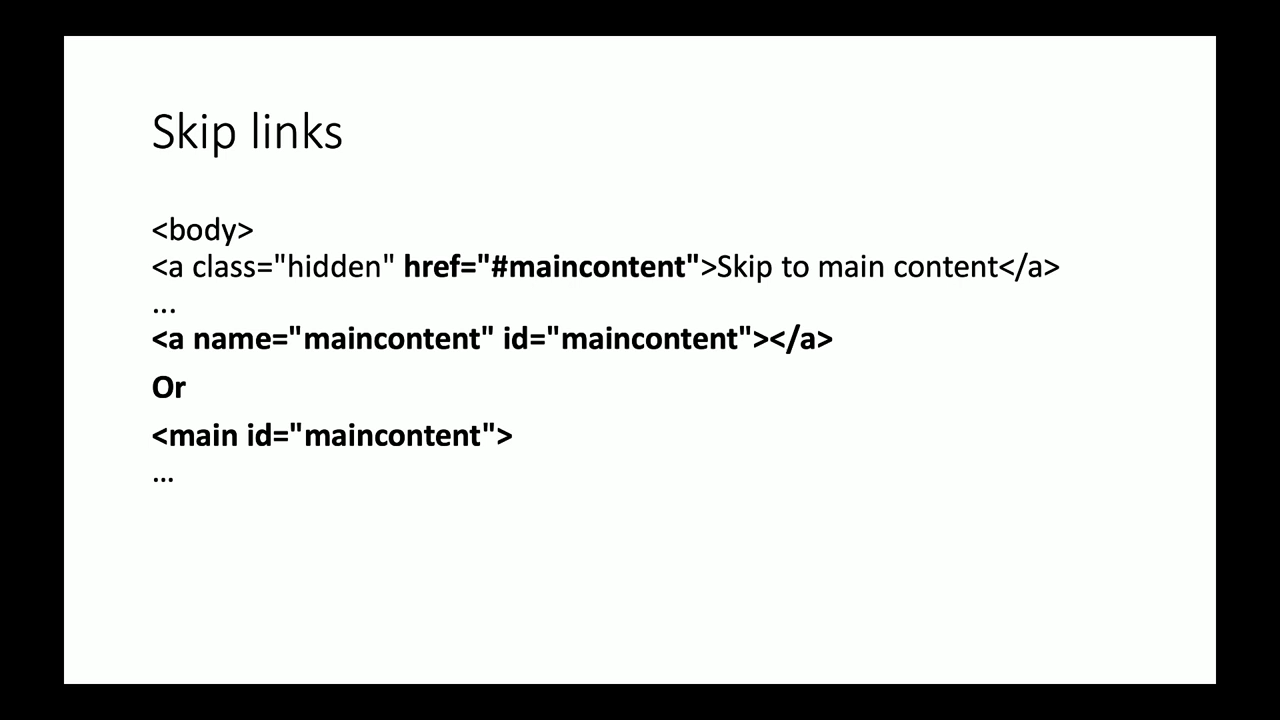 Skip links
<body>
<a class="hidden" href="#maincontent">Skip to main content</a>
...
<a name="maincontent" id="maincontent"></a>
Or
<main id="maincontent">
...